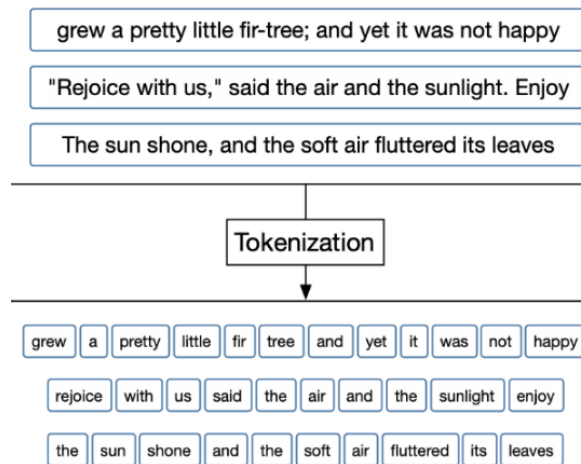 grew a pretty little fir-tree; and yet it was not happy
"Rejoice with us," said the air and the sunlight. Enjoy
The sun shone, and the soft air fluttered its leaves
Tokenization
grew a pretty little fir tree and yet it was not happy
rejoice with us said the air and the sunlight enjoy
the sun shone and the soft air fluttered its leaves